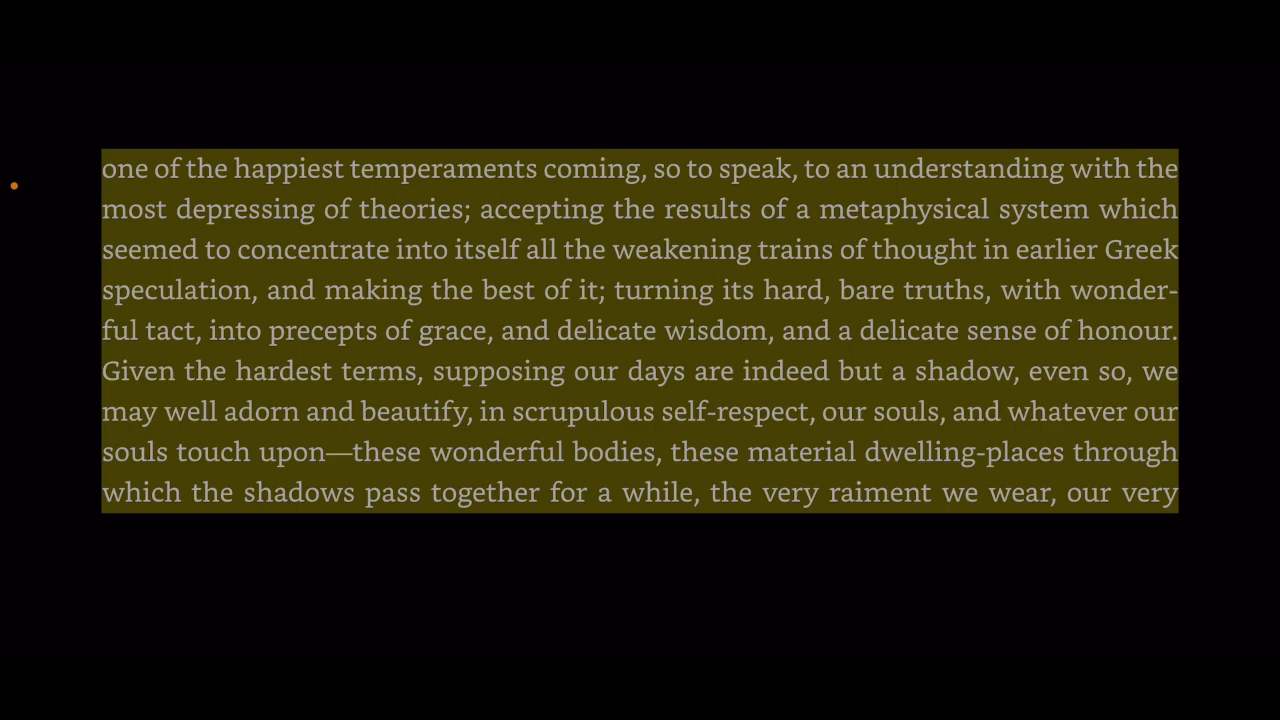 one of the happiest temperaments coming, so to speak, to an understanding with the
most depressing of theories; accepting the results of a metaphysical system which
seemed to concentrate into itself all the weakening trains of thought in earlier Greek
speculation, and making the best of it; turning its hard, bare truths, with wonder-
ful tact, into precepts of grace, and delicate wisdom, and a delicate sense of honour.
Given the hardest terms, supposing our days are indeed but a shadow, even so, we
may well adorn and beautify, in scrupulous self-respect, our souls, and whatever our
souls touch upon—these wonderful bodies, these material dwelling-places through
which the shadows pass together for a while, the very raiment we wear, our very